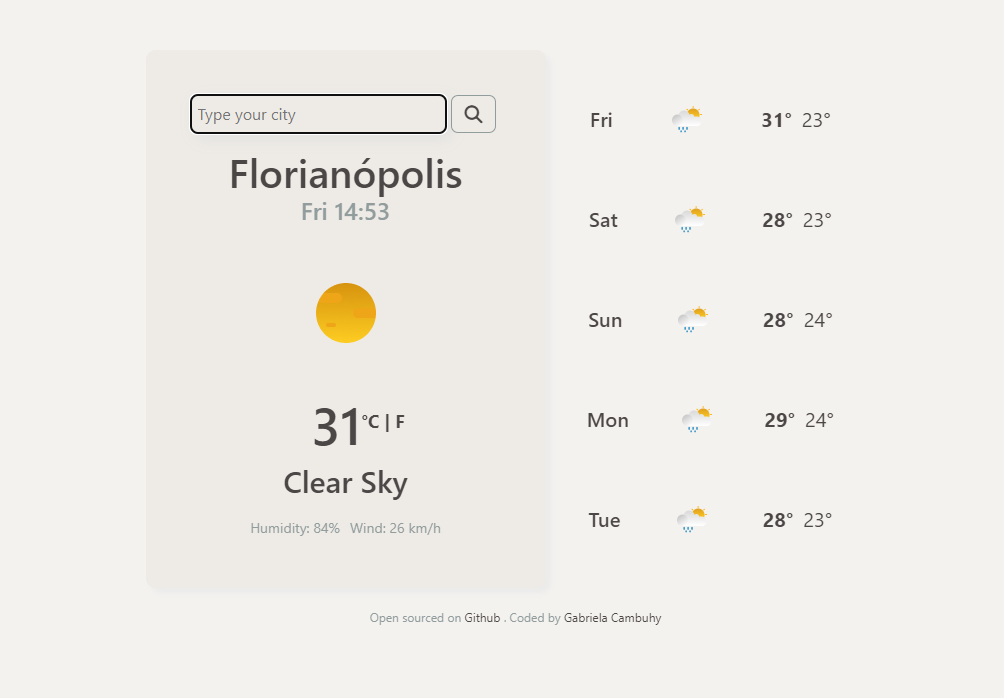 Type your city
Florianópolis
Fri 14:53
31°C | F
Clear Sky
Humidity: 84% Wind: 26 km/h
Fri 31° 23°
Sat 28° 23°
Sun 28° 24°
Mon 29° 24°
Tue 28° 23°
Open sourced on Github . Coded by Gabriela Cambuhy